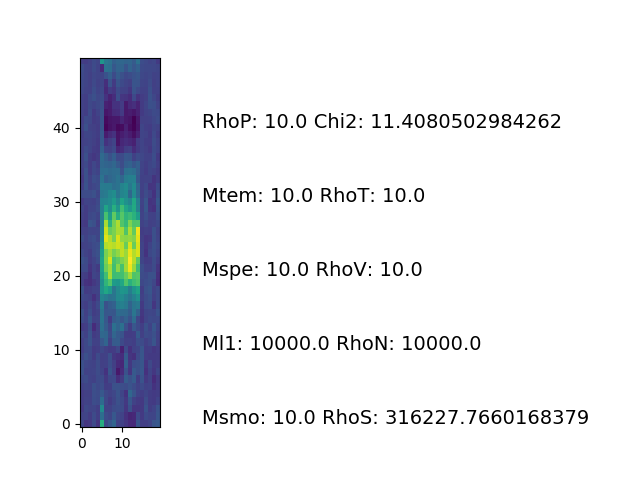 RhoP: 10.0 Chi2: 11.4080502984262
40
Mtem: 10.0 RhoT: 10.0
30
Mspe: 10.0 RhoV: 10.0
20
Ml1: 10000.0 RhoN: 10000.0
10
Msmo: 10.0 RhoS: 316227.7660168379
0
0 10